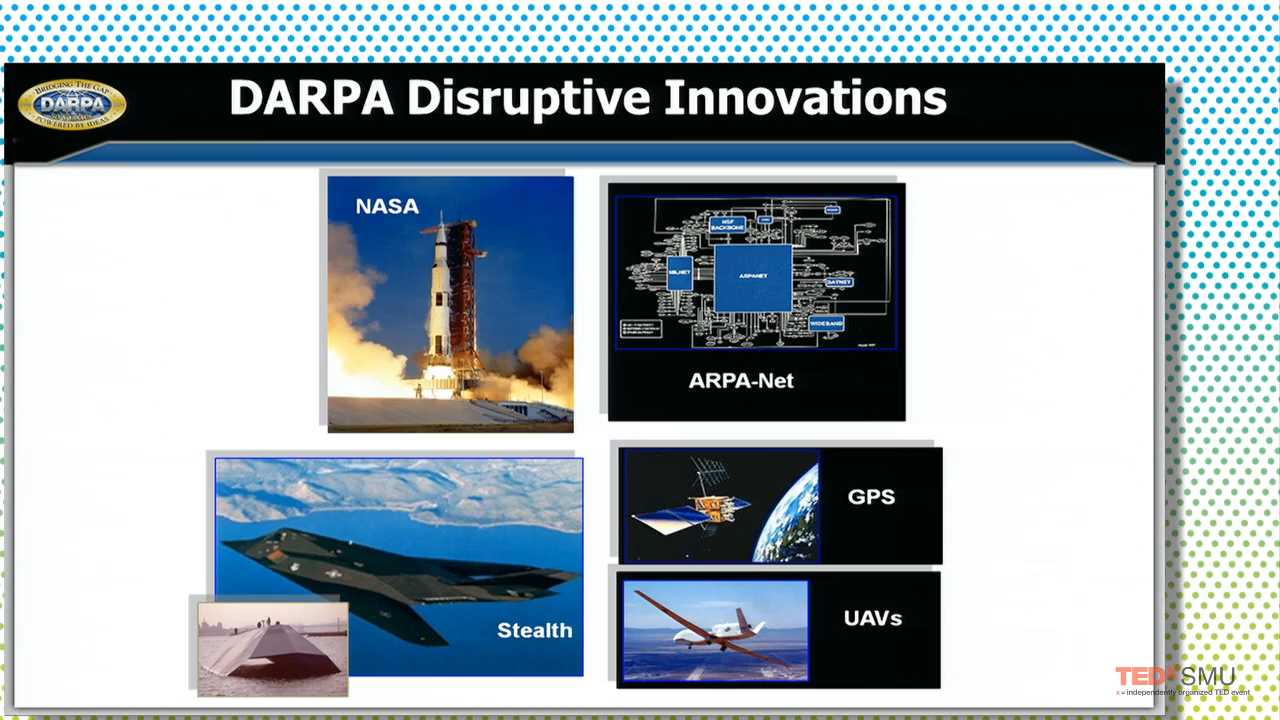 DARPA Disruptive Innovations
BRIDGING THE GAP
DARPA
POWERED BY IDEAS
NASA
NSF
BACKBONE
MILNET
ARPANET
SATNET
WIDEBAND
ARPA-Net
Stealth
GPS
UAVs
TEDxSMU
x = independently organized TED event